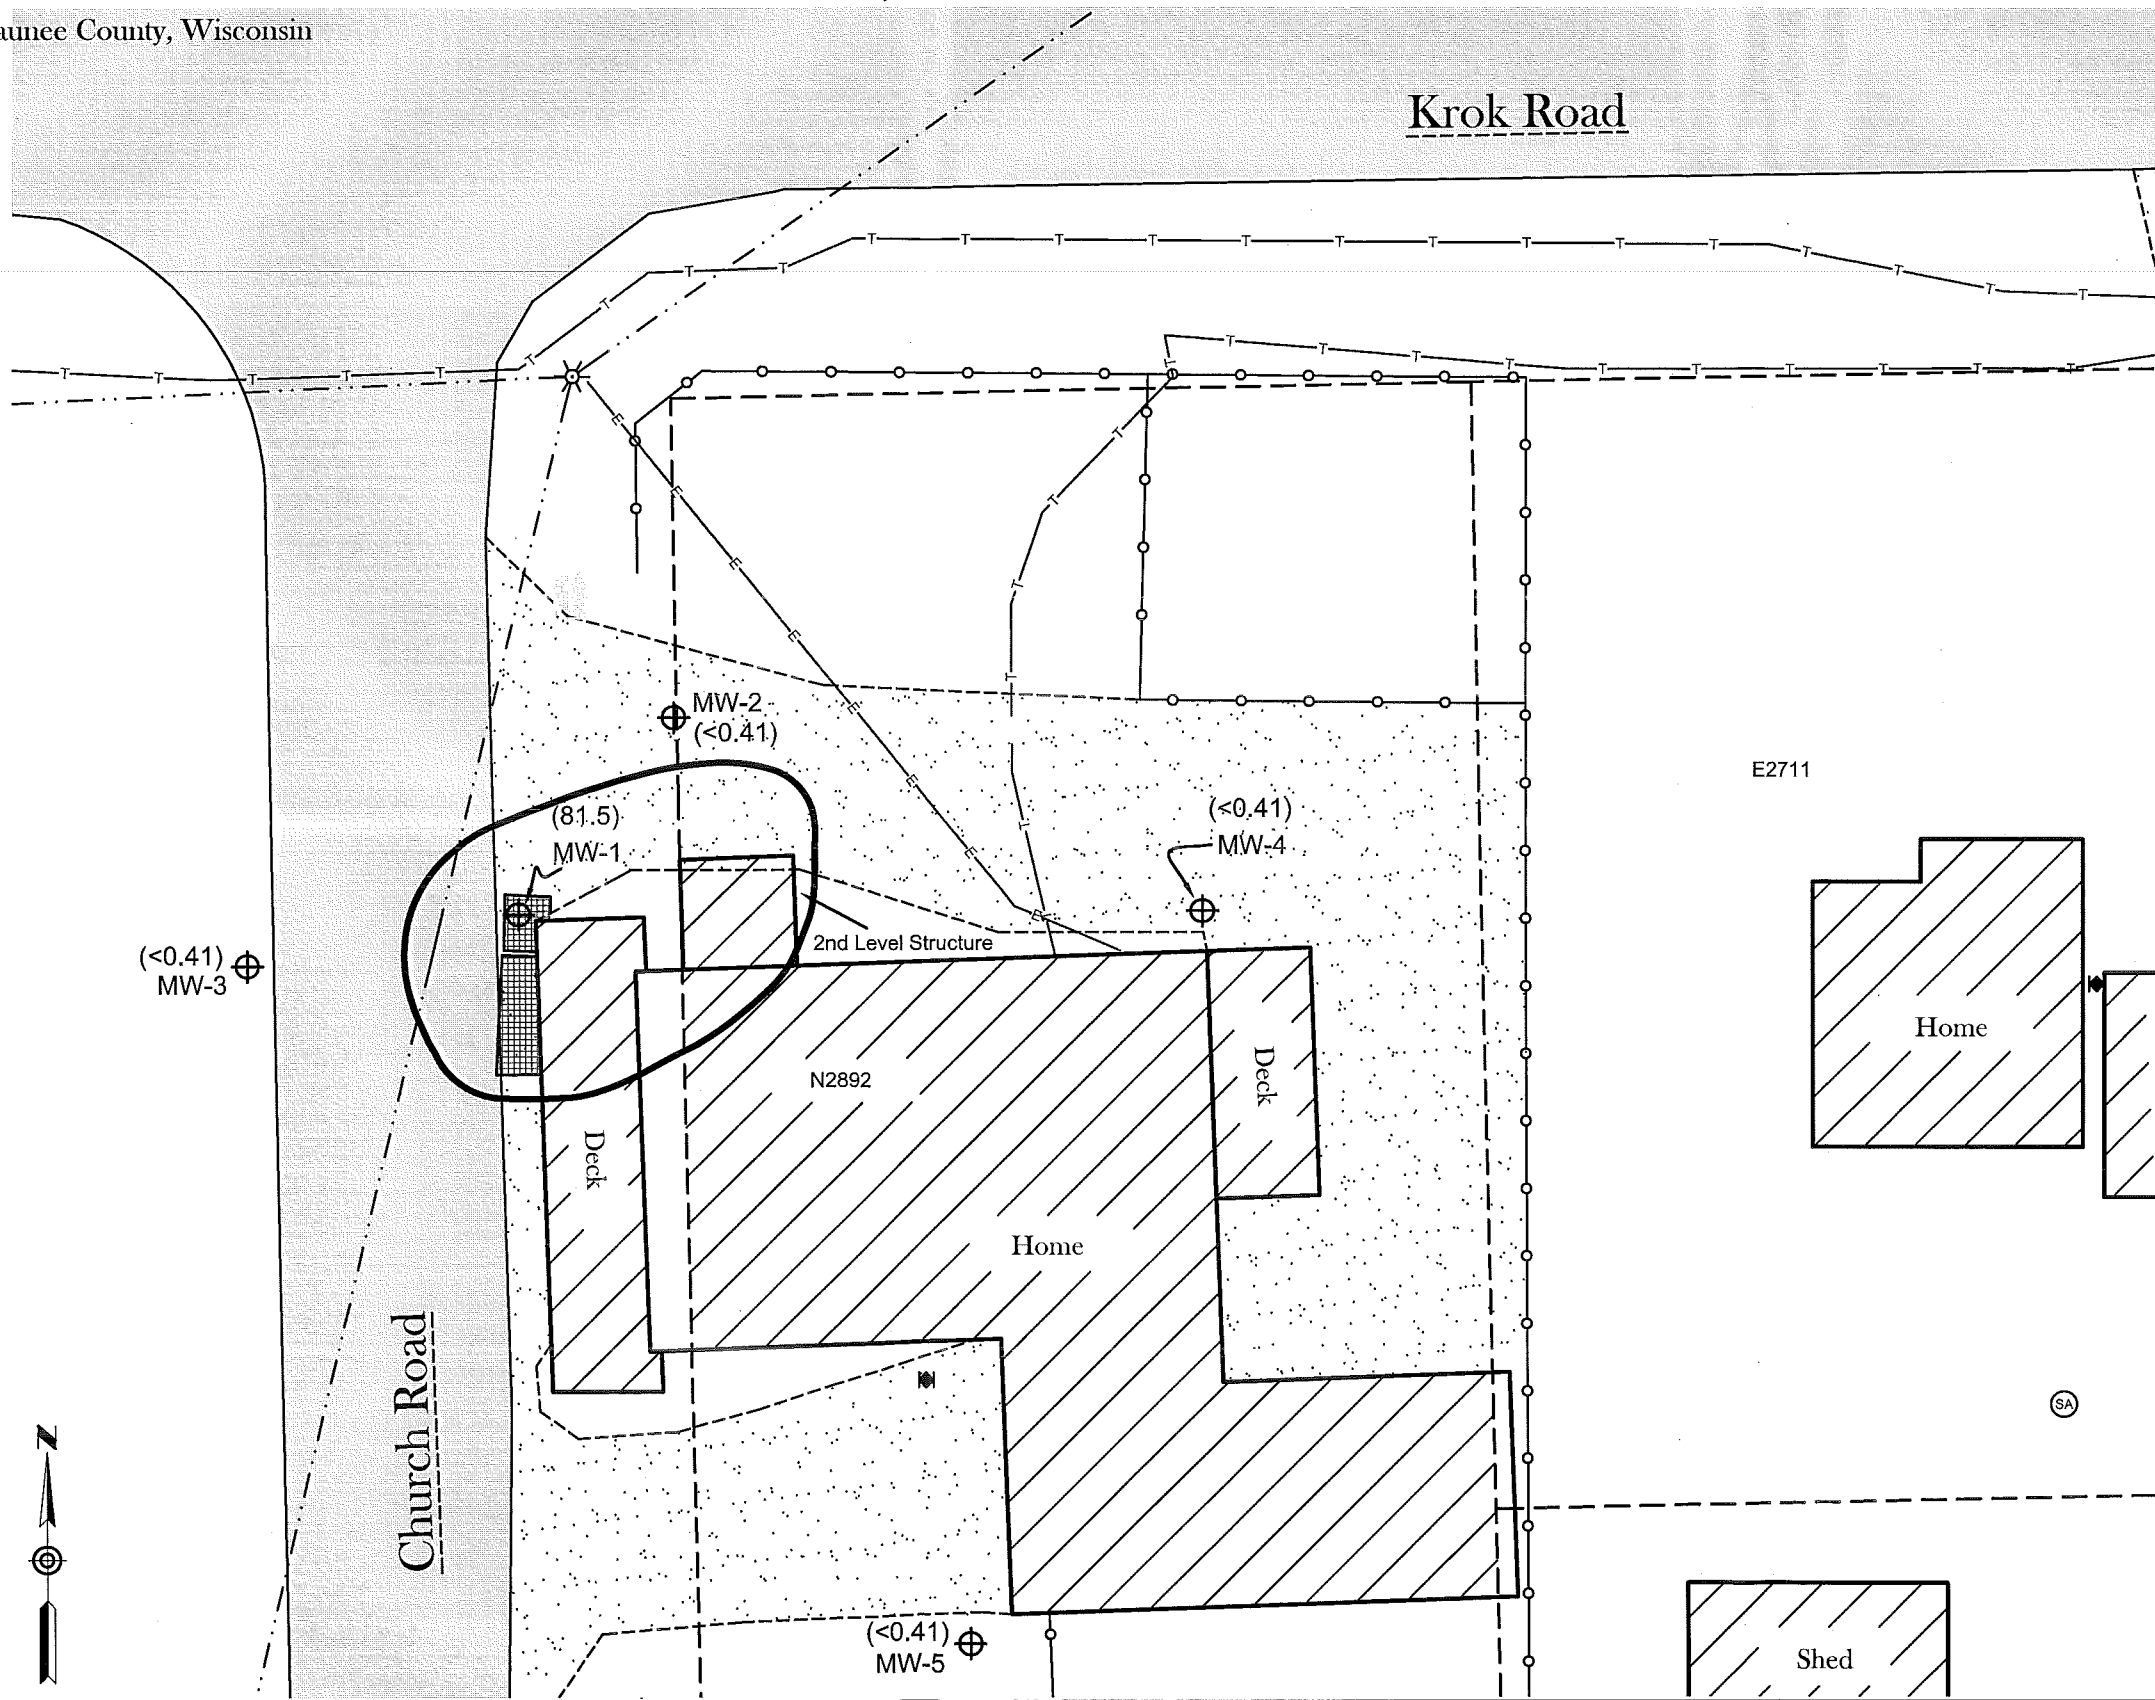 County, Wisconsin
Krok Road
MW-2
(<0.41)
E2711
(81.5)
MW-1
(<0.41)
MW-4
2nd Level Structure
(<0.41)
MW-3
Home
N2892
Deck
Deck
Home
SA
Church Road
N
(<0.41)
MW-5
Shed